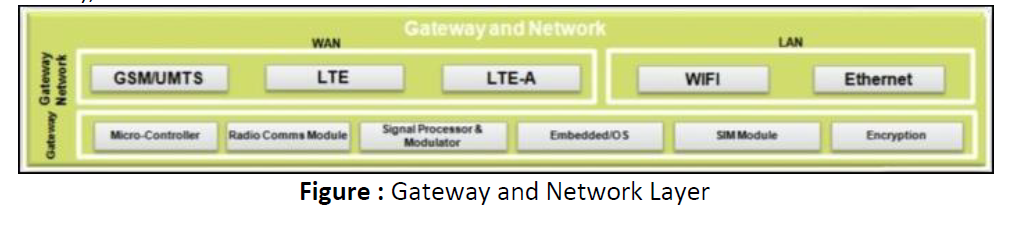 Gateway and Network
WAN
LAN
Gateway
Network
GSM/UMTS
LTE
LTE-A
WIFI
Ethernet
Gateway
Micro-Controller
Radio Comms Module
Signal Processor &
Modulator
Embedded/OS
SIM Module
Encryption
Figure : Gateway and Network Layer